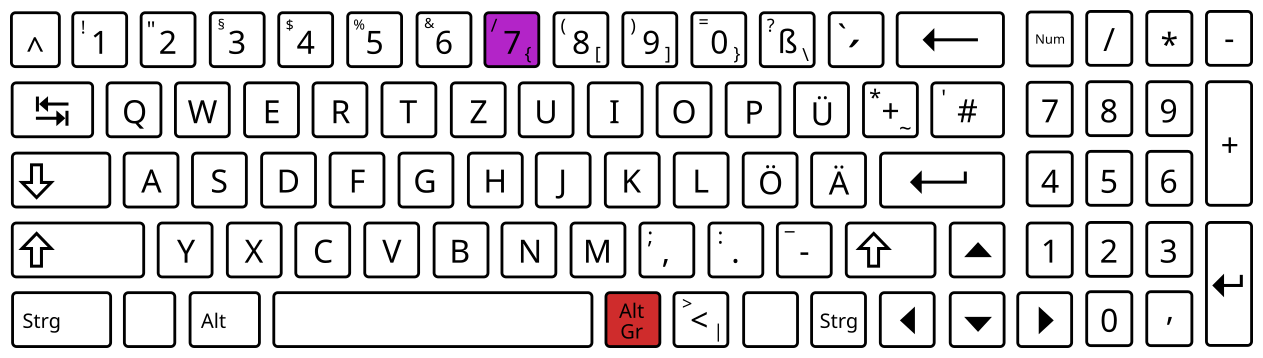 ^ ! 1 " 2 § 3 $ 4 % 5 & 6 / 7 { ( 8 [ ) 9 ] = 0 } ? ß \ ` ´ Num / * -
Q W E R T Z U I O P Ü * + ~ ' # 7 8 9 +
A S D F G H J K L Ö Ä 4 5 6
Y X C V B N M ; , : . _ - 1 2 3
Strg Alt Alt Gr > < | Strg 0 ,